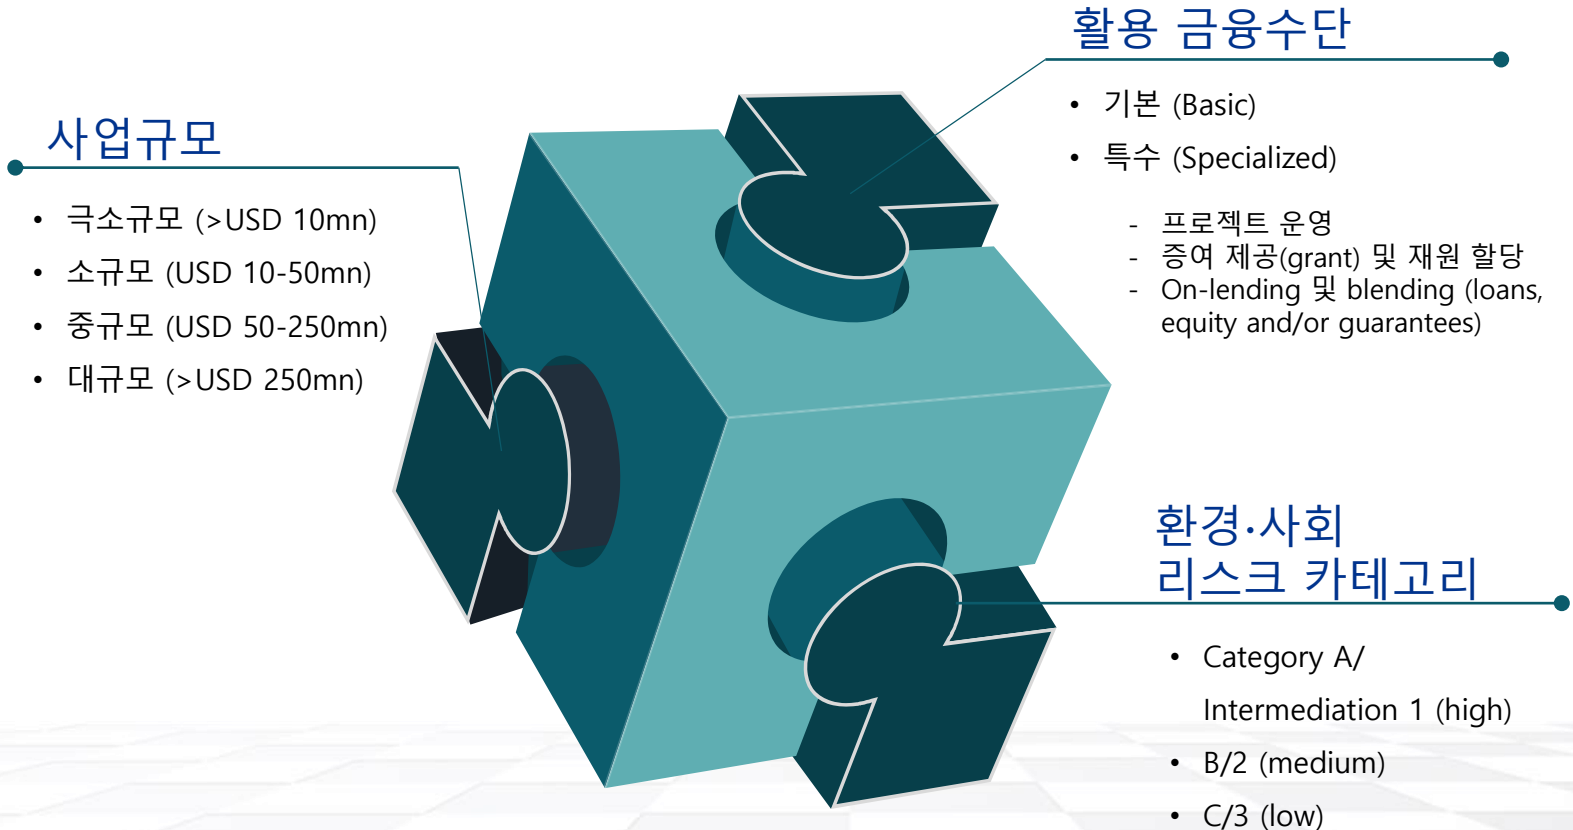 활용 금융수단
• 기본 (Basic)
• 특수 (Specialized)
- 프로젝트 운영
- 증여 제공(grant) 및 재원 할당
- On-lending 및 blending (loans,
equity and/or guarantees)
사업규모
• 극소규모 (>USD 10mn)
• 소규모 (USD 10-50mn)
• 중규모 (USD 50-250mn)
• 대규모 (>USD 250mn)
환경·사회
리스크 카테고리
• Category A/
Intermediation 1 (high)
• B/2 (medium)
• C/3 (low)